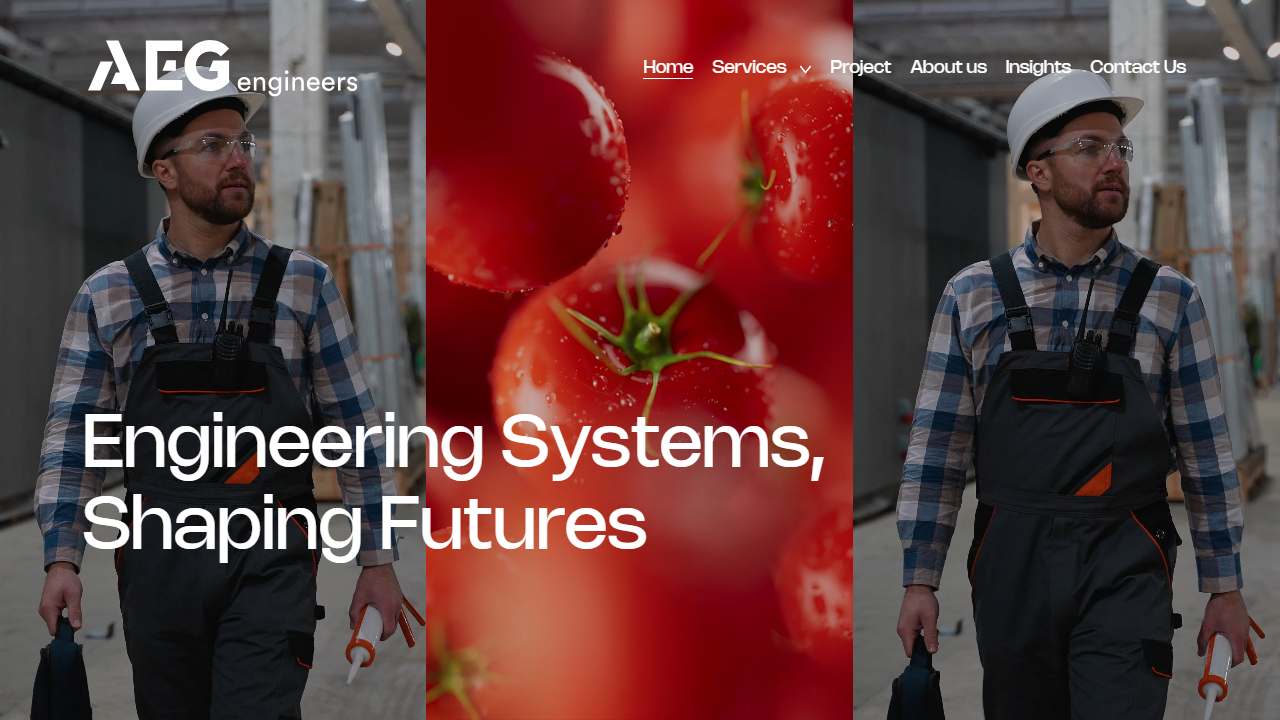 AEG engineers
Home Services Project About us Insights Contact Us
Engineering Systems,
Shaping Futures